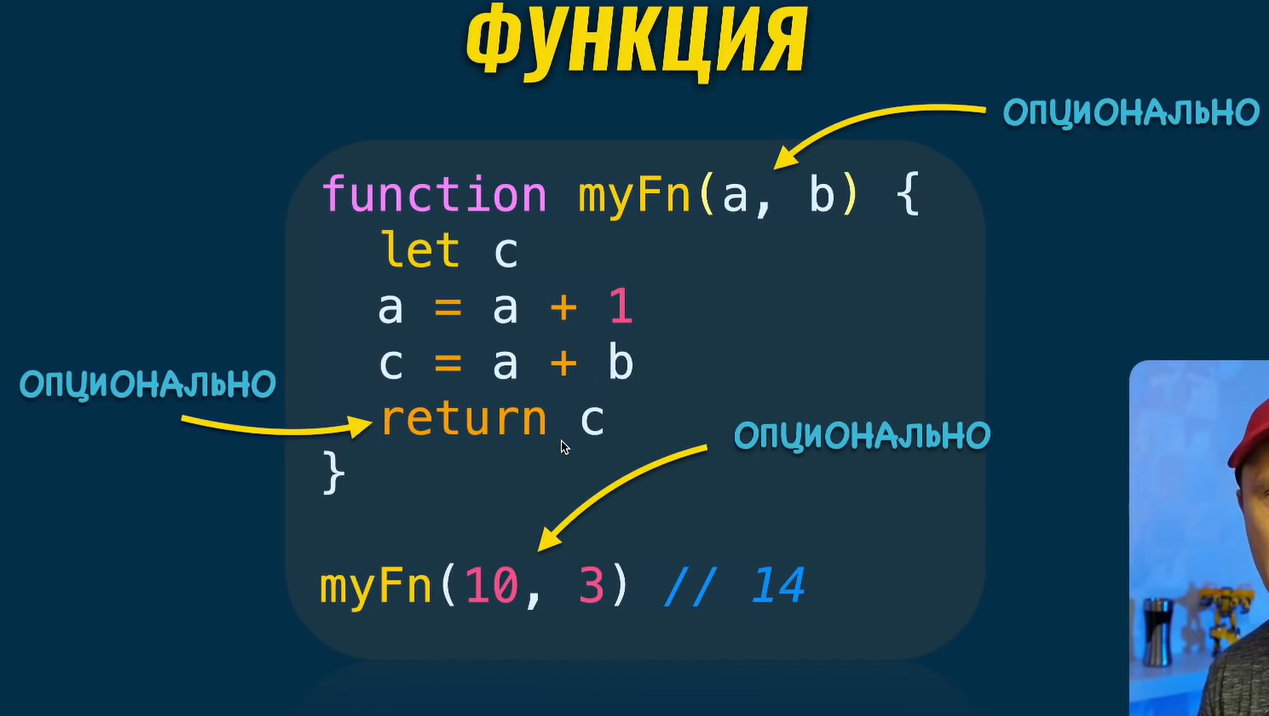 ФУНКЦИЯ
ОПЦИОНАЛЬНО
function myFn(a, b) {
let c
a = a + 1
c = a + b
ОПЦИОНАЛЬНО
return c
ОПЦИОНАЛЬНО
}
myFn(10, 3) // 14